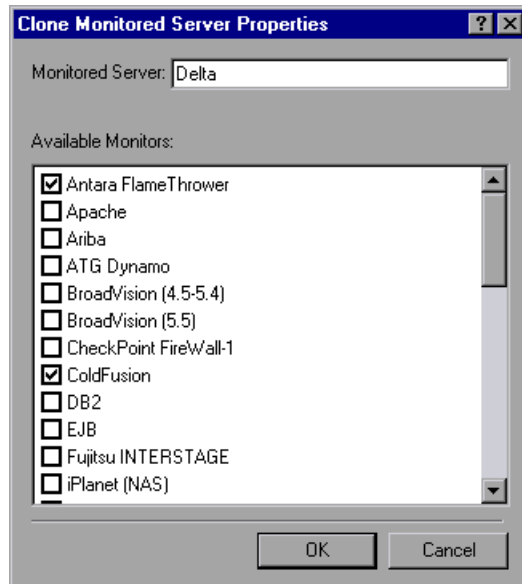 Clone Monitored Server Properties
Monitored Server: Delta
Available Monitors:
Antara FlameThrower
Apache
Ariba
ATG Dynamo
BroadVision (4.5-5.4)
BroadVision (5.5)
CheckPoint FireWall-1
ColdFusion
DB2
EJB
Fujitsu INTERSTAGE
iPlanet (NAS)
OK Cancel